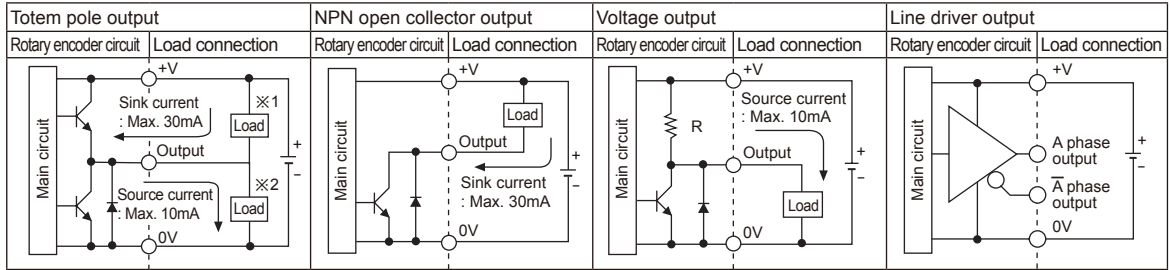 Totem pole output
Rotary encoder circuit Load connection
Main circuit
+V
Sink current
: Max. 30mA
※1
Load
Output
+
-
Source current
: Max. 10mA
※2
Load
0V
NPN open collector output
Rotary encoder circuit Load connection
Main circuit
+V
Load
Output
+
-
Sink current
: Max. 30mA
0V
Voltage output
Rotary encoder circuit Load connection
Main circuit
+V
Source current
: Max. 10mA
R
Output
+
-
Load
0V
Line driver output
Rotary encoder circuit Load connection
Main circuit
+V
A phase
output
+
-
A̅ phase
output
0V